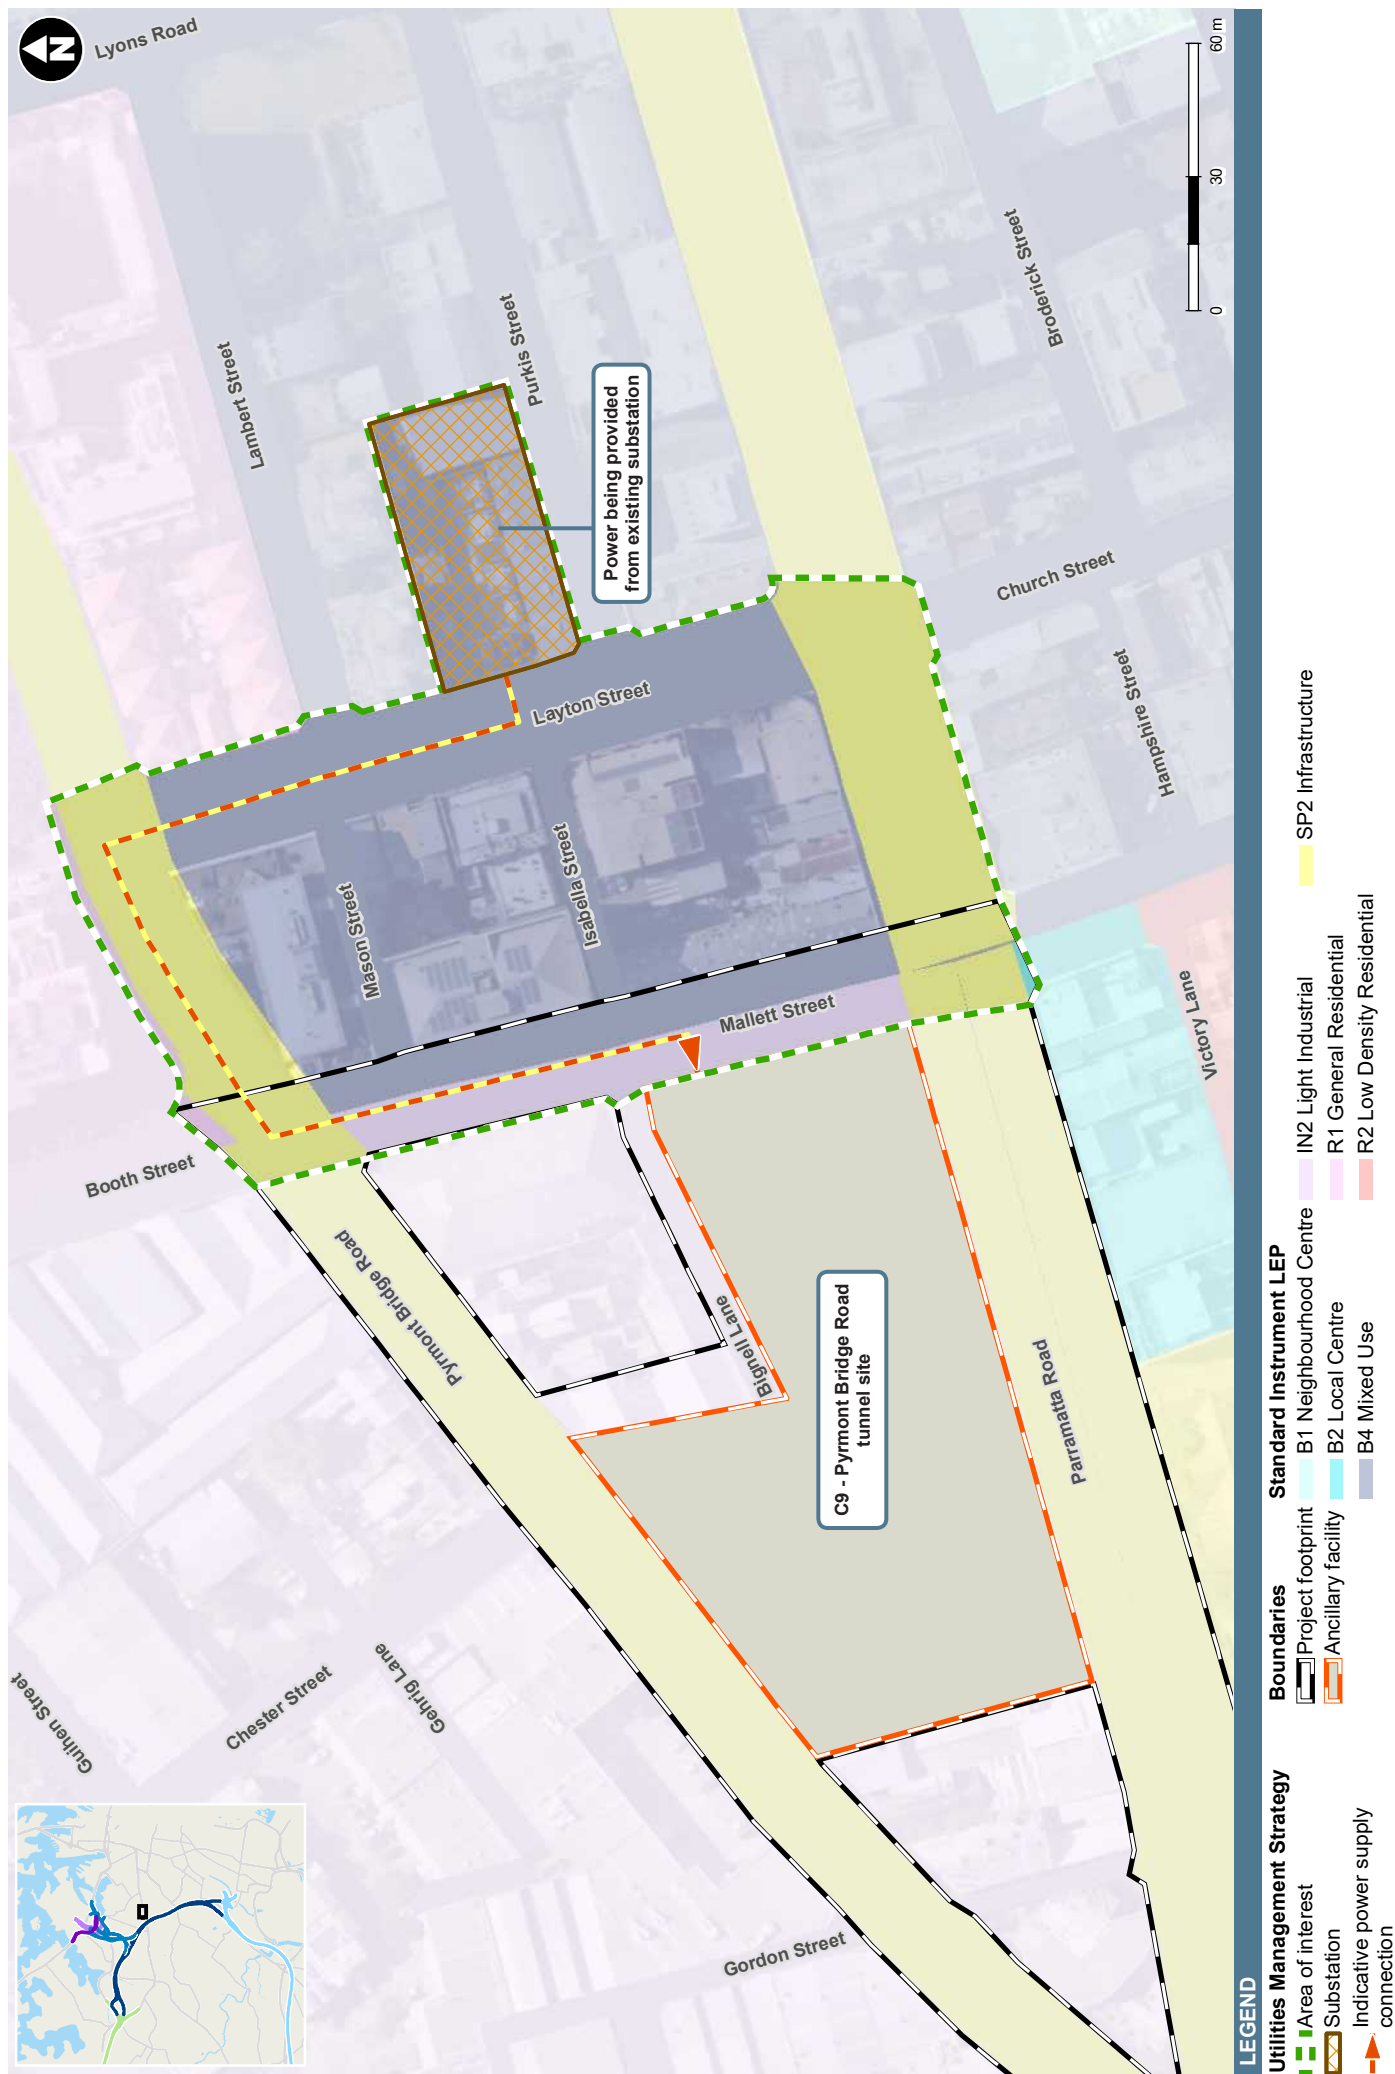 N
Lyons Road
Lambert Street
Purkis Street
Power being provided
from existing substation
Layton Street
Broderick Street
Church Street
Hampshire Street
Mason Street
Isabella Street
Mallett Street
Victory Lane
Booth Street
Pyrmont Bridge Road
Bignell Lane
C9 - Pyrmont Bridge Road
tunnel site
Parramatta Road
Guihen Street
Chester Street
Gehrig Lane
Gordon Street
0 30 60 m
LEGEND
Utilities Management Strategy
Area of interest
Substation
Indicative power supply
connection
Boundaries
Project footprint
Ancillary facility
Standard Instrument LEP
B1 Neighbourhood Centre
B2 Local Centre
B4 Mixed Use
IN2 Light Industrial
R1 General Residential
R2 Low Density Residential
SP2 Infrastructure